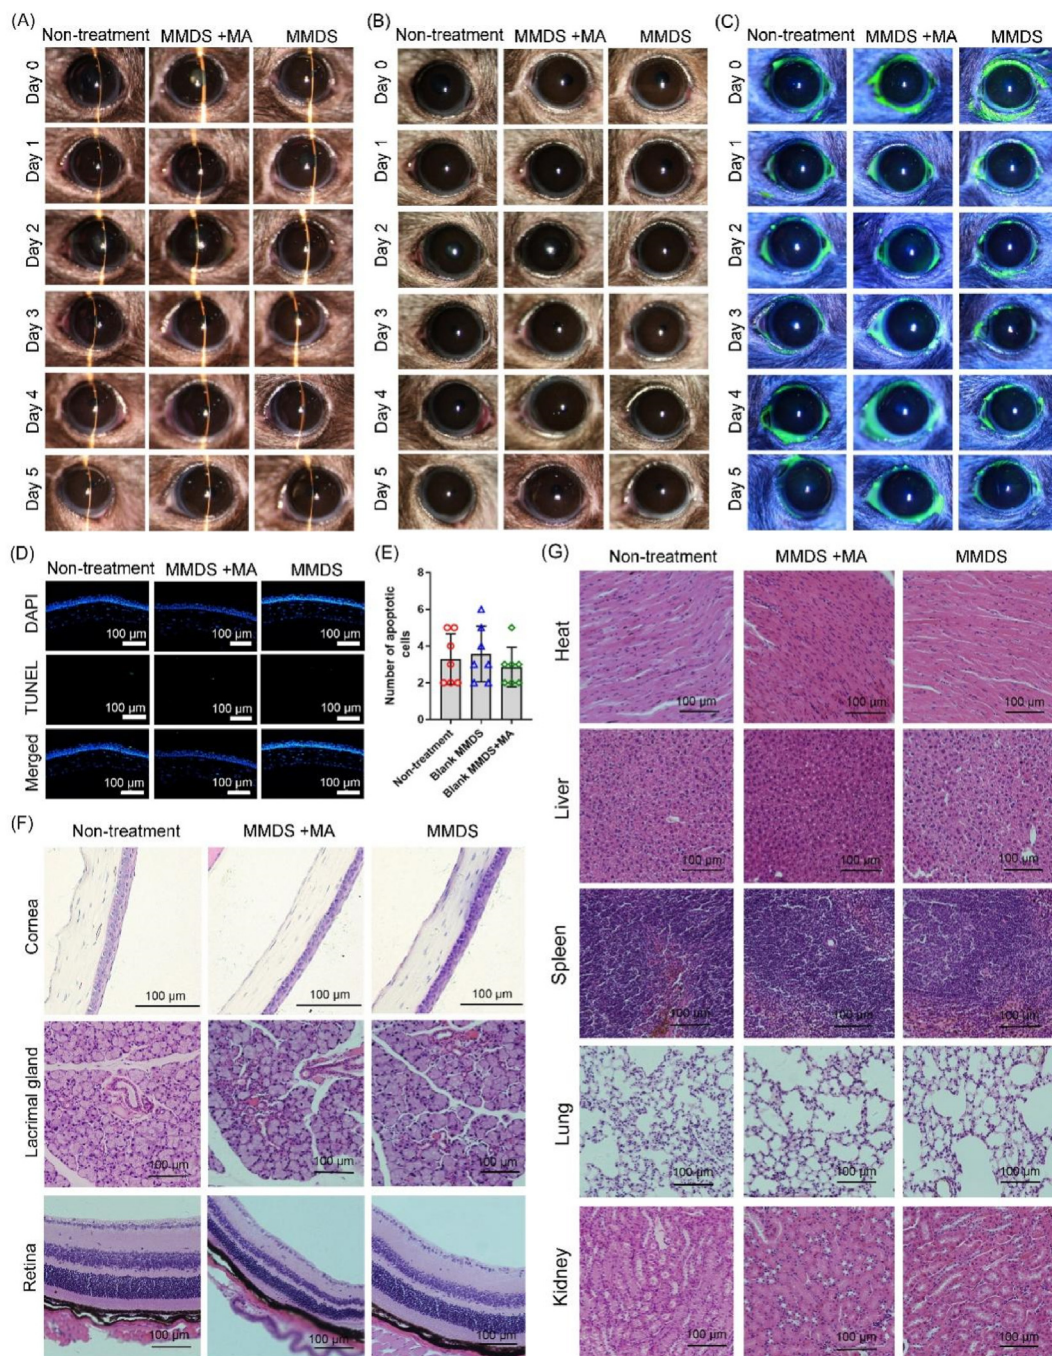 (A)
Non-treatment MMDS +MA MMDS
Day 0
Day 1
Day 2
Day 3
Day 4
Day 5
(B)
Non-treatment MMDS +MA MMDS
Day 0
Day 1
Day 2
Day 3
Day 4
Day 5
(C)
Non-treatment MMDS +MA MMDS
Day 0
Day 1
Day 2
Day 3
Day 4
Day 5
(D)
Non-treatment MMDS +MA MMDS
DAPI
100 μm 100 μm 100 μm
TUNEL
100 μm 100 μm 100 μm
Merged
100 μm 100 μm 100 μm
(E)
Number of apoptotic
cells
8
6
4
2
0
Non-treatment
Blank MMDS
Blank MMDS+MA
(F)
Non-treatment MMDS +MA MMDS
Cornea
100 μm 100 μm 100 μm
Lacrimal gland
100 μm 100 μm 100 μm
Retina
100 μm 100 μm 100 μm
(G)
Non-treatment MMDS +MA MMDS
Heat
100 μm 100 μm 100 μm
Liver
100 μm 100 μm 100 μm
Spleen
100 μm 100 μm 100 μm
Lung
100 μm 100 μm 100 μm
Kidney
100 μm 100 μm 100 μm